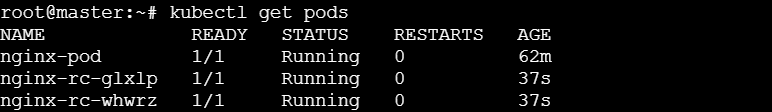 root@master:~# kubectl get pods
NAME READY STATUS RESTARTS AGE
nginx-pod 1/1 Running 0 62m
nginx-rc-glxlp 1/1 Running 0 37s
nginx-rc-whwrz 1/1 Running 0 37s